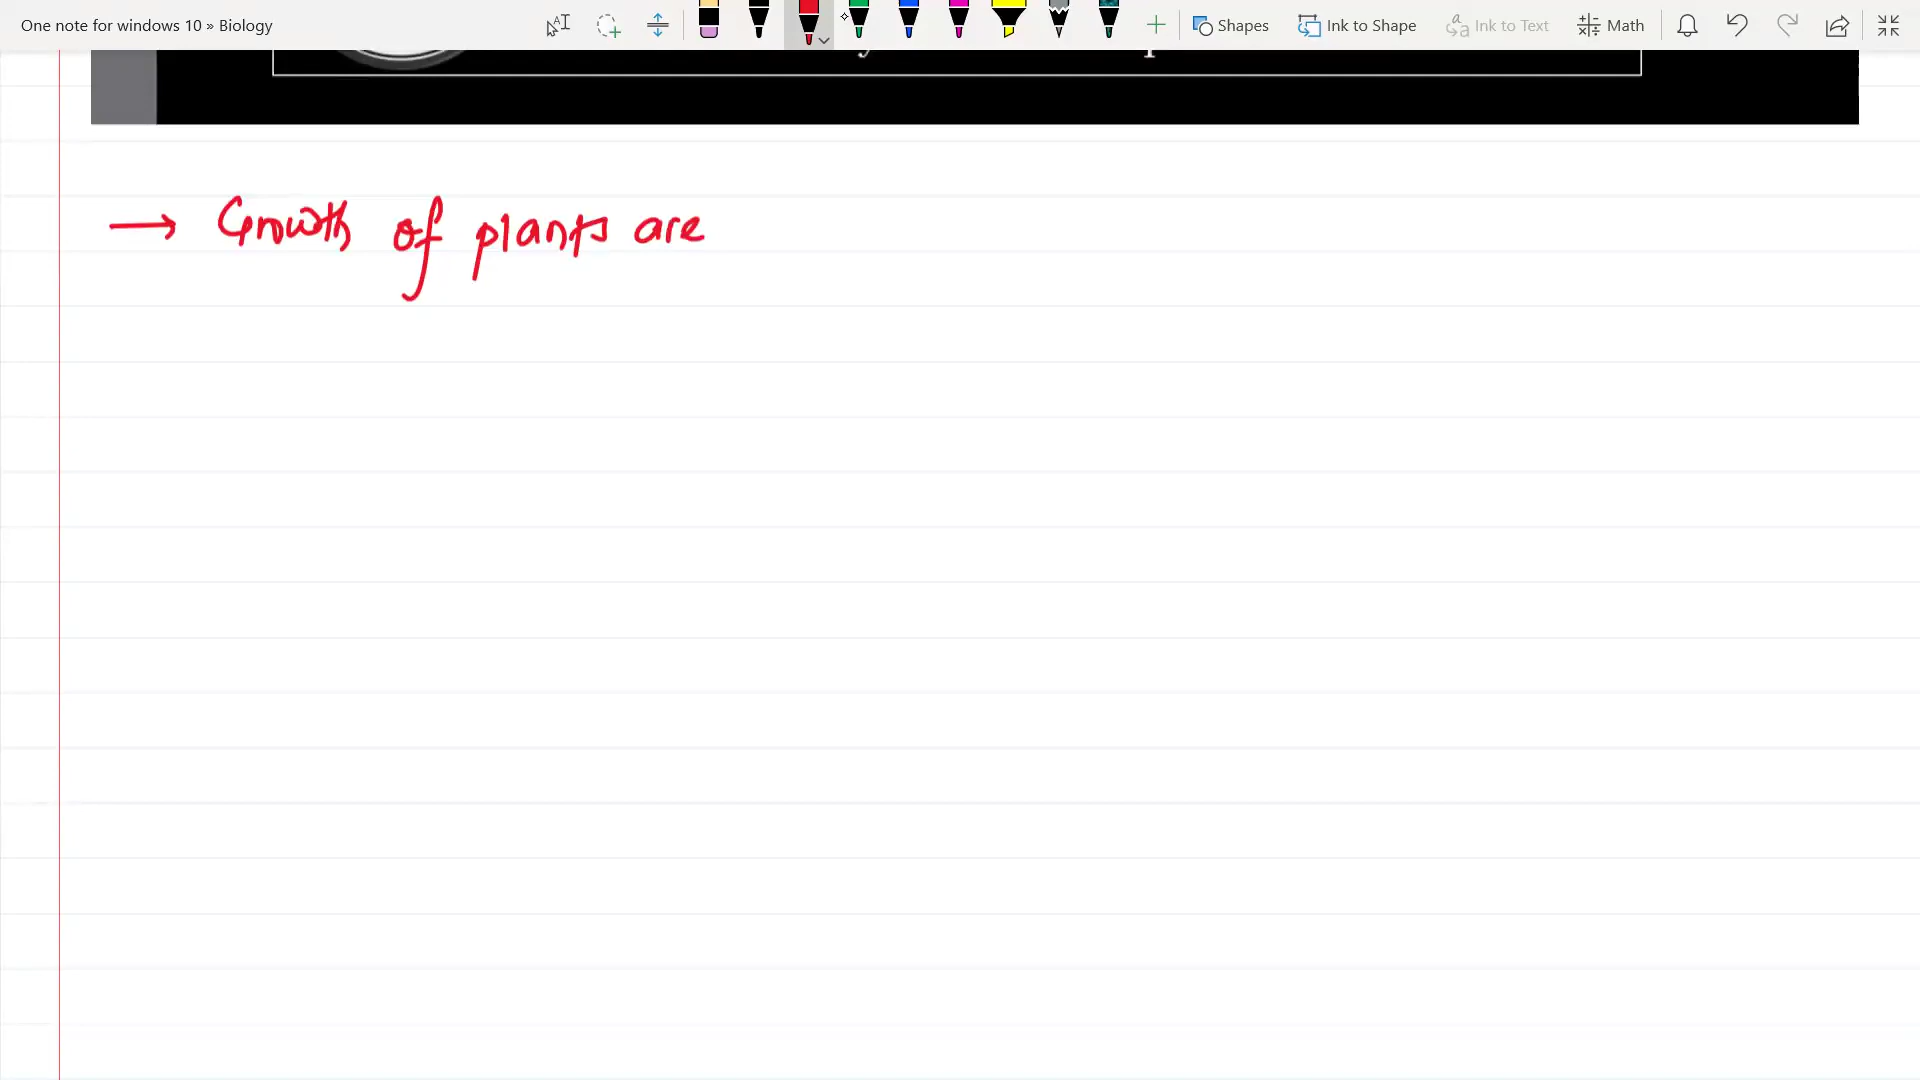 One note for windows 10 » Biology
Shapes
Ink to Shape
Ink to Text
Math
→ Growth of plants are